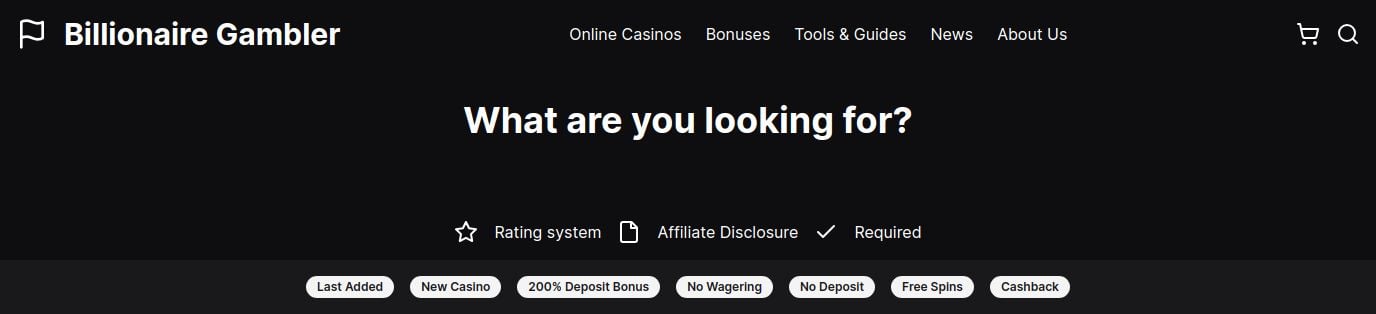 Billionaire Gambler Online Casinos Bonuses Tools & Guides News About Us
What are you looking for?
Rating system Affiliate Disclosure Required
Last Added New Casino 200% Deposit Bonus No Wagering No Deposit Free Spins Cashback